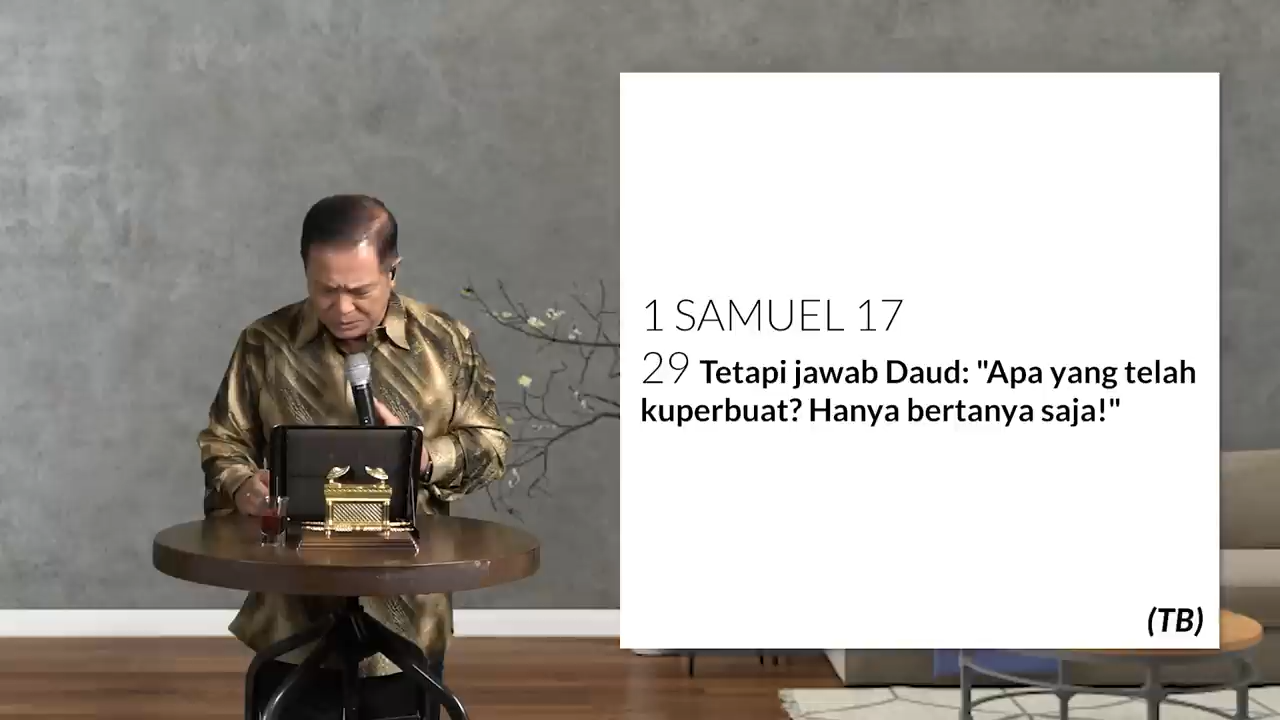 1 SAMUEL 17
29 Tetapi jawab Daud: "Apa yang telah
kuperbuat? Hanya bertanya saja!"
(TB)